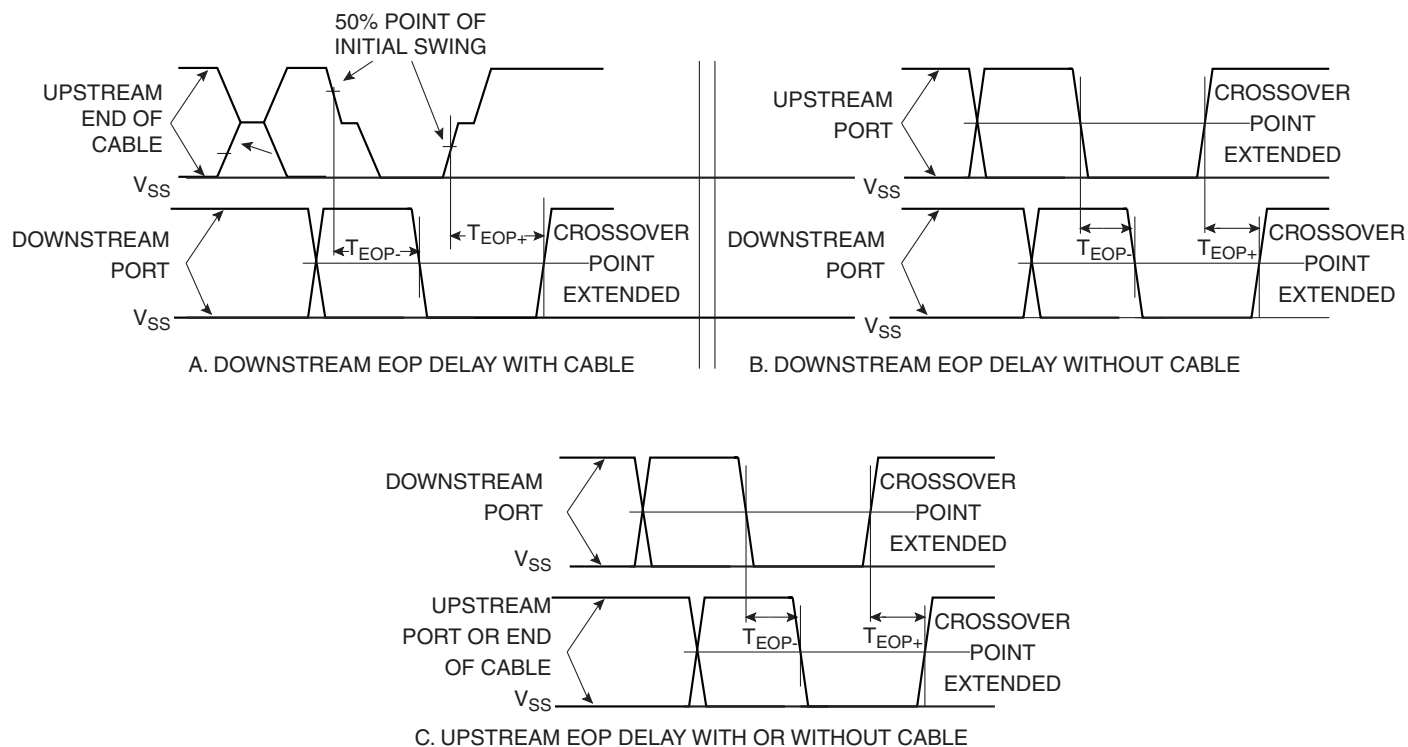 50% POINT OF
INITIAL SWING
UPSTREAM
END OF
CABLE
VSS
DOWNSTREAM
PORT
VSS
TEOP-
TEOP+
CROSSOVER
POINT
EXTENDED
A. DOWNSTREAM EOP DELAY WITH CABLE
UPSTREAM
PORT
CROSSOVER
POINT
EXTENDED
VSS
DOWNSTREAM
PORT
TEOP-
TEOP+
CROSSOVER
POINT
EXTENDED
VSS
B. DOWNSTREAM EOP DELAY WITHOUT CABLE
DOWNSTREAM
PORT
CROSSOVER
POINT
EXTENDED
VSS
UPSTREAM
PORT OR END
OF CABLE
TEOP-
TEOP+
CROSSOVER
POINT
EXTENDED
VSS
C. UPSTREAM EOP DELAY WITH OR WITHOUT CABLE